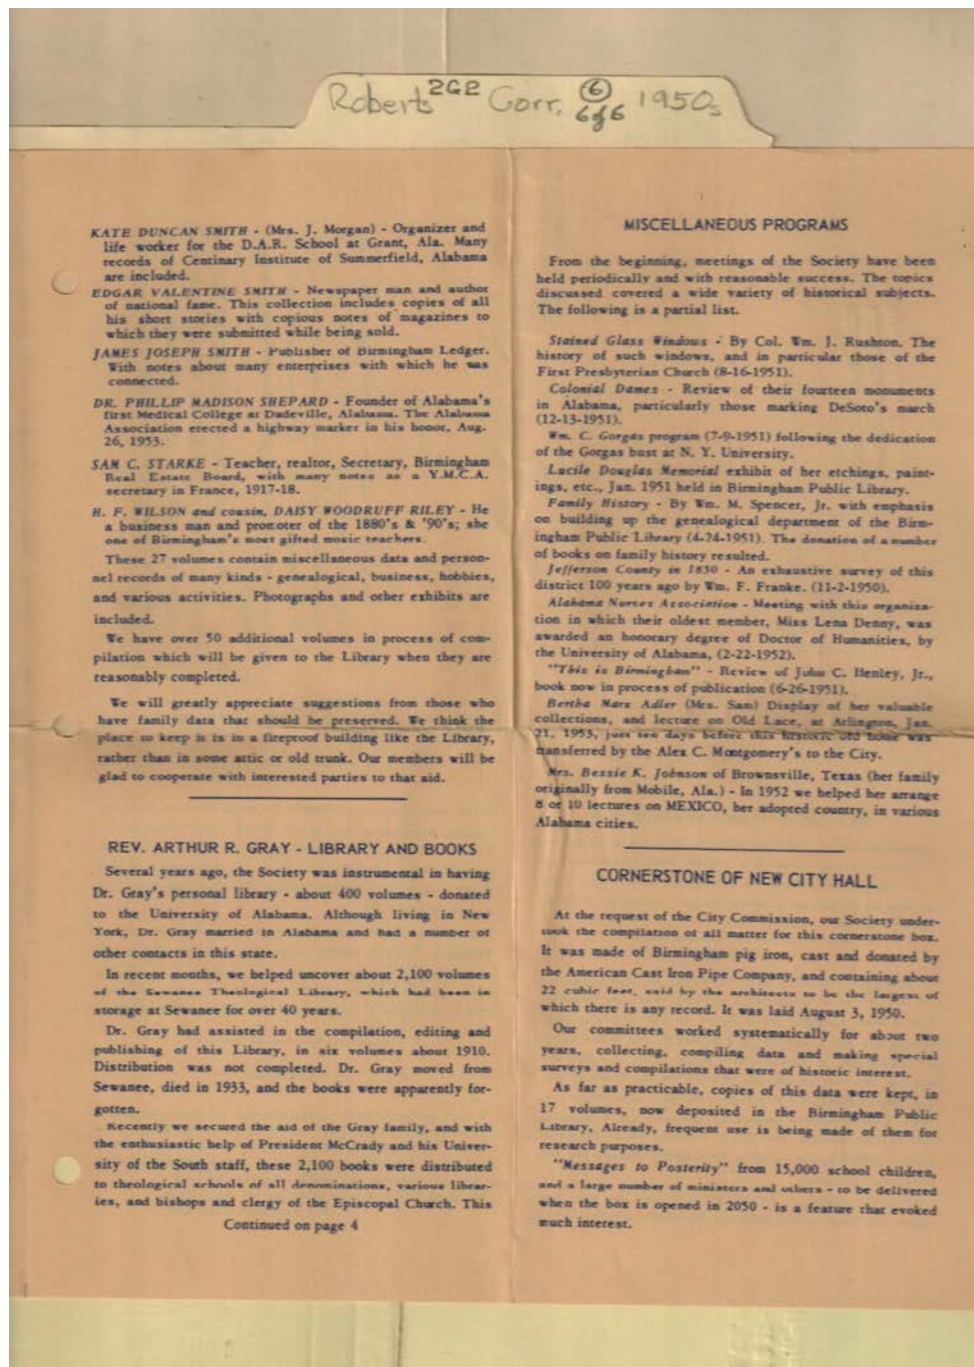 Roberts 2G2 Corr. 6 1950s
6 of 6
KATE DUNCAN SMITH - (Mrs. J. Morgan) - Organizer and
life worker for the D.A.R. School at Grant, Ala. Many
records of Centinary Institute of Summerfield, Alabama
are included.
EDGAR VALENTINE SMITH - Newspaper man and author
of national fame. This collection includes copies of all
his short stories with copious notes of magazines to
which they were submitted while being sold.
JAMES JOSEPH SMITH - Publisher of Birmingham Ledger.
With notes about many enterprises with which he was
connected.
DR. PHILLIP MADISON SHEPARD - Founder of Alabama's
first Medical College at Dadeville, Alabama. The Alabama
Association erected a highway marker in his honor, Aug.
26, 1953.
SAM C. STARKE - Teacher, realtor, Secretary, Birmingham
Real Estate Board, with many notes as a Y.M.C.A.
secretary in France, 1917-18.
H. F. WILSON and cousin, DAISY WOODRUFF RILEY - He
a business man and promoter of the 1880's & '90's; she
one of Birmingham's most gifted music teachers.
These 27 volumes contain miscellaneous data and person-
nel records of many kinds - genealogical, business, hobbies,
and various activities. Photographs and other exhibits are
included.
We have over 50 additional volumes in process of com-
pilation which will be given to the Library when they are
reasonably completed.
We will greatly appreciate suggestions from those who
have family data that should be preserved. We think the
place to keep it is in a fireproof building like the Library,
rather than in some attic or old trunk. Our members will be
glad to cooperate with interested parties to that aid.
REV. ARTHUR R. GRAY - LIBRARY AND BOOKS
Several years ago, the Society was instrumental in having
Dr. Gray's personal library - about 400 volumes - donated
to the University of Alabama. Although living in New
York, Dr. Gray married in Alabama and had a number of
other contacts in this state.
In recent months, we helped uncover about 2,100 volumes
of the Sewanee Theological Library, which had been in
storage at Sewanee for over 40 years.
Dr. Gray had assisted in the compilation, editing and
publishing of this Library, in six volumes about 1910.
Distribution was not completed. Dr. Gray moved from
Sewanee, died in 1933, and the books were apparently for-
gotten.
Recently we secured the aid of the Gray family, and with
the enthusiastic help of President McCrady and his Univer-
sity of the South staff, these 2,100 books were distributed
to theological schools of all denominations, various librar-
ies, and bishops and clergy of the Episcopal Church. This
Continued on page 4
MISCELLANEOUS PROGRAMS
From the beginning, meetings of the Society have been
held periodically and with reasonable success. The topics
discussed covered a wide variety of historical subjects.
The following is a partial list.
Stained Glass Windows - By Col. Wm. J. Rushton. The
history of such windows, and in particular those of the
First Presbyterian Church (8-16-1951).
Colonial Dames - Review of their fourteen monuments
in Alabama, particularly those marking DeSoto's march
(12-13-1951).
Wm. C. Gorgas program (7-9-1951) following the dedication
of the Gorgas bust at N. Y. University.
Lucile Douglas Memorial exhibit of her etchings, paint-
ings, etc., Jan. 1951 held in Birmingham Public Library.
Family History - By Wm. M. Spencer, Jr. with emphasis
on building up the genealogical department of the Birm-
ingham Public Library (4-24-1951). The donation of a number
of books on family history resulted.
Jefferson County in 1850 - An exhaustive survey of this
district 100 years ago by Wm. F. Franke. (11-2-1950).
Alabama Nurses Association - Meeting with this organiza-
tion in which their oldest member, Miss Lena Denny, was
awarded an honorary degree of Doctor of Humanities, by
the University of Alabama, (2-22-1952).
"This is Birmingham" - Review of John C. Henley, Jr.,
book now in process of publication (6-26-1951).
Bertha Marx Adler (Mrs. Sam) Display of her valuable
collections, and lecture on Old Lace, at Arlington, Jan.
21, 1953, just ten days before this historic old home was
transferred by the Alex C. Montgomery's to the City.
Mrs. Bessie K. Johnson of Brownsville, Texas (her family
originally from Mobile, Ala.) - In 1952 we helped her arrange
8 or 10 lectures on MEXICO, her adopted country, in various
Alabama cities.
CORNERSTONE OF NEW CITY HALL
At the request of the City Commission, our Society under-
took the compilation of all matter for this cornerstone box.
It was made of Birmingham pig iron, cast and donated by
the American Cast Iron Pipe Company, and containing about
22 cubic feet, said by the architects to be the largest of
which there is any record. It was laid August 3, 1950.
Our committees worked systematically for about two
years, collecting, compiling data and making special
surveys and compilations that were of historic interest.
As far as practicable, copies of this data were kept, in
17 volumes, now deposited in the Birmingham Public
Library. Already, frequent use is being made of them for
research purposes.
"Messages to Posterity" from 15,000 school children,
and a large number of ministers and others - to be delivered
when the box is opened in 2050 - is a feature that evoked
much interest.